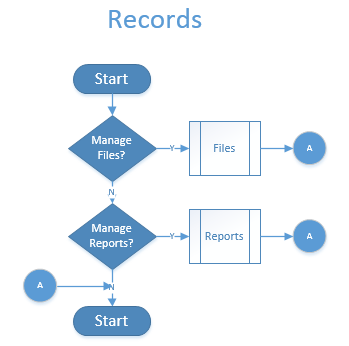 Records
Start
Manage
Files?
Y
Files
A
N
Manage
Reports?
Y
Reports
A
A
N
Start